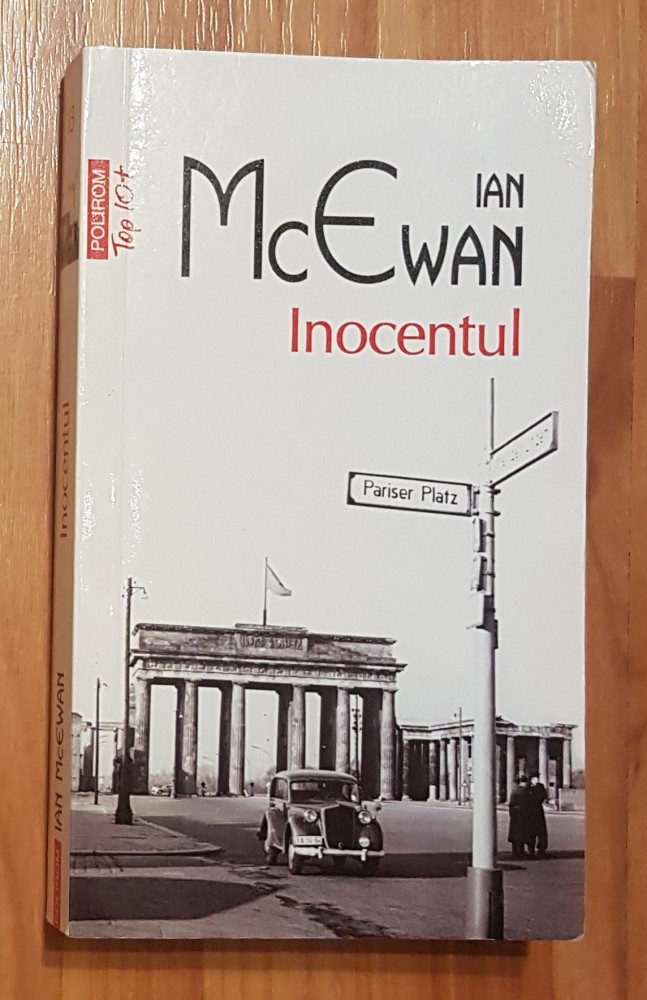 IAN
McEWAN
Inocentul
POLIROM
Top 10+
Pariser Platz
Inocentul
IAN McEWAN